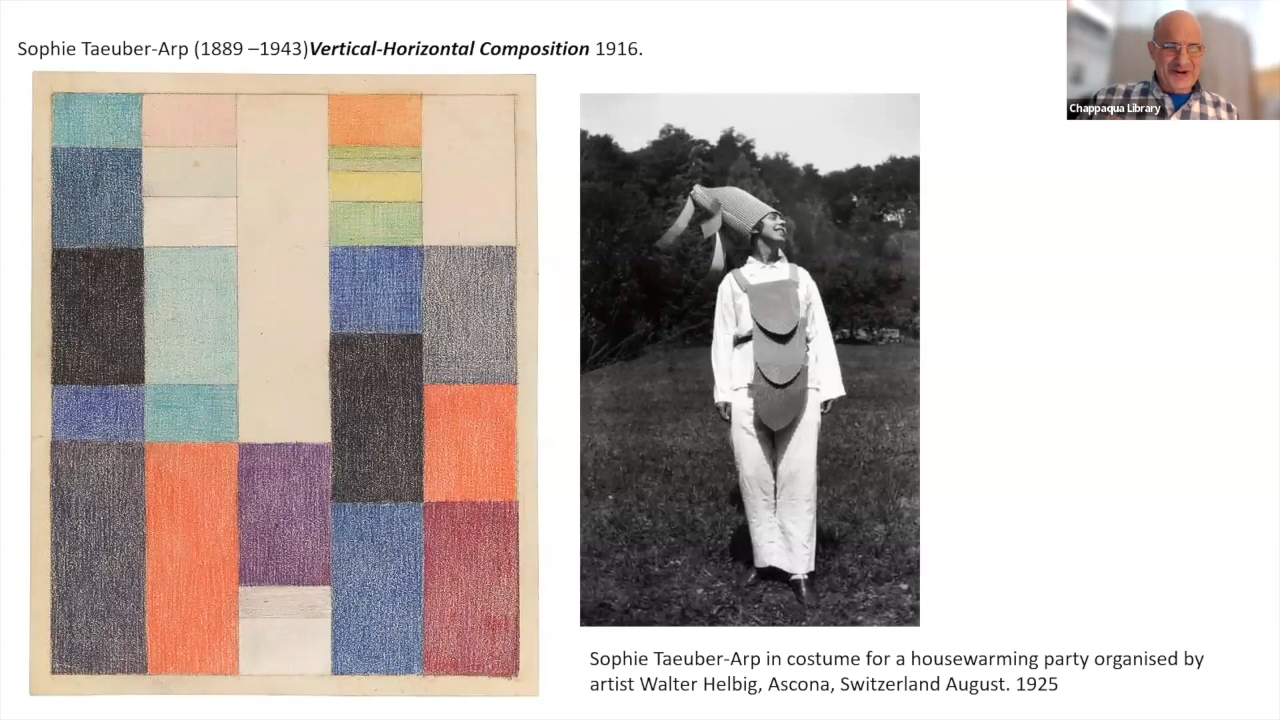 Sophie Taeuber-Arp (1889 –1943)Vertical-Horizontal Composition 1916.
Chappaqua Library
Sophie Taeuber-Arp in costume for a housewarming party organised by
artist Walter Helbig, Ascona, Switzerland August. 1925